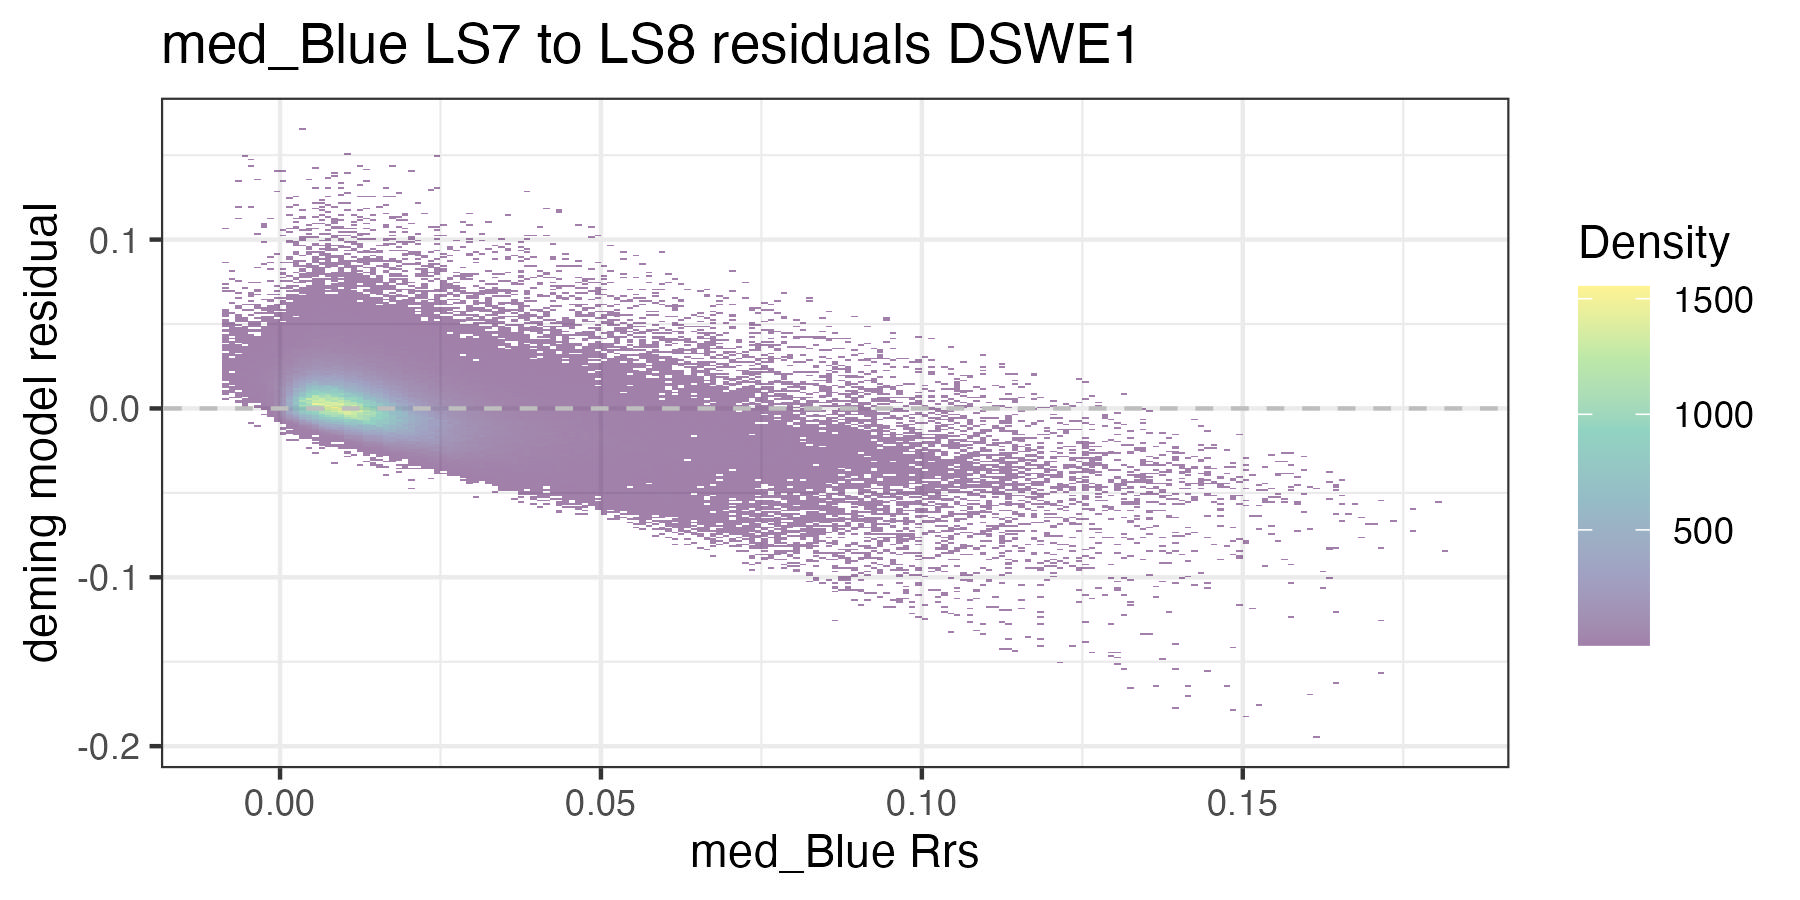 med_Blue LS7 to LS8 residuals DSWE1
deming model residual
0.1
0.0
-0.1
-0.2
0.00 0.05 0.10 0.15
med_Blue Rrs
Density
1500
1000
500